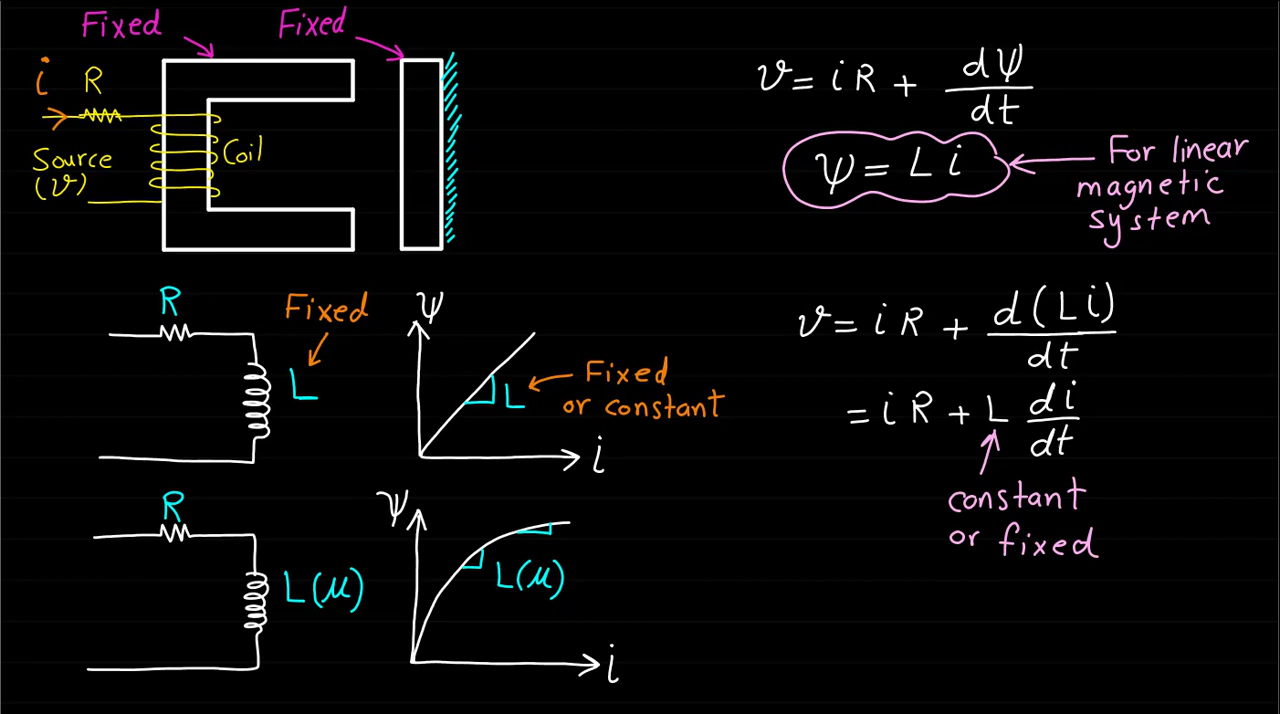 Fixed
Fixed
i
R
Source
(v)
Coil
v = iR + dψ/dt
ψ = Li
For linear
magnetic
system
R
Fixed
L
ψ
L
Fixed
or constant
i
v = iR + d(Li)/dt
= iR + L di/dt
constant
or fixed
R
L(μ)
ψ
L(μ)
i